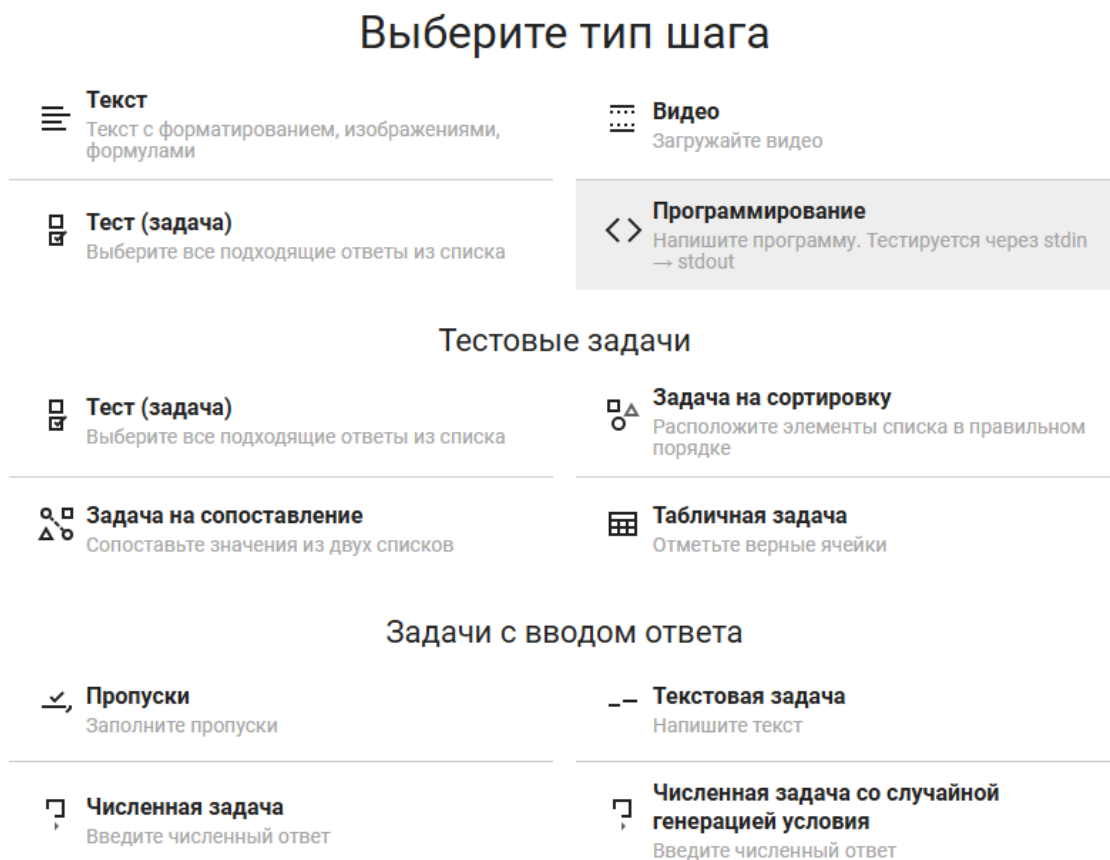 Выберите тип шага
Текст
Текст с форматированием, изображениями,
формулами
Видео
Загружайте видео
Тест (задача)
Выберите все подходящие ответы из списка
Программирование
Напишите программу. Тестируется через stdin
→ stdout
Тестовые задачи
Тест (задача)
Выберите все подходящие ответы из списка
Задача на сортировку
Расположите элементы списка в правильном
порядке
Задача на сопоставление
Сопоставьте значения из двух списков
Табличная задача
Отметьте верные ячейки
Задачи с вводом ответа
Пропуски
Заполните пропуски
Текстовая задача
Напишите текст
Численная задача
Введите численный ответ
Численная задача со случайной
генерацией условия
Введите численный ответ